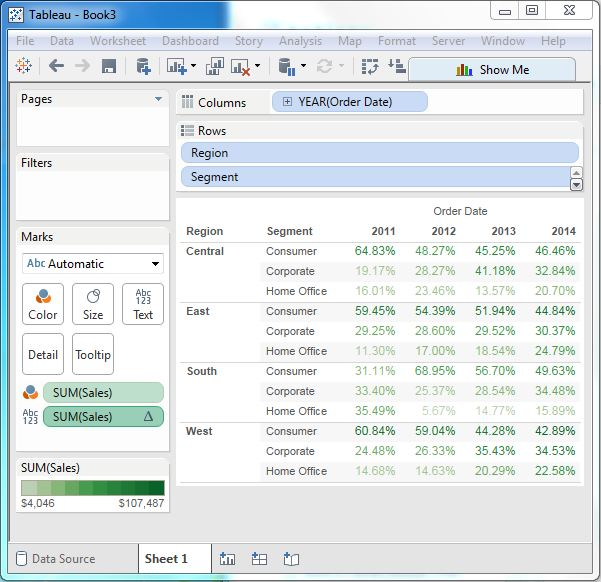 Tableau - Book3
File Data Worksheet Dashboard Story Analysis Map Format Server Window Help
Show Me
Pages
Columns YEAR(Order Date)
Rows
Region
Segment
Filters
Marks
Abc Automatic
Color Size Abc 123 Text
Detail Tooltip
SUM(Sales)
Abc 123 SUM(Sales) Δ
SUM(Sales)
$4,046 $107,487
Order Date
Region Segment 2011 2012 2013 2014
Central Consumer 64.83% 48.27% 45.25% 46.46%
Corporate 19.17% 28.27% 41.18% 32.84%
Home Office 16.01% 23.46% 13.57% 20.70%
East Consumer 59.45% 54.39% 51.94% 44.84%
Corporate 29.25% 28.60% 29.52% 30.37%
Home Office 11.30% 17.00% 18.54% 24.79%
South Consumer 31.11% 68.95% 56.70% 49.63%
Corporate 33.40% 25.37% 28.54% 34.48%
Home Office 35.49% 5.67% 14.77% 15.89%
West Consumer 60.84% 59.04% 44.28% 42.89%
Corporate 24.48% 26.33% 35.43% 34.53%
Home Office 14.68% 14.63% 20.29% 22.58%
Data Source Sheet 1